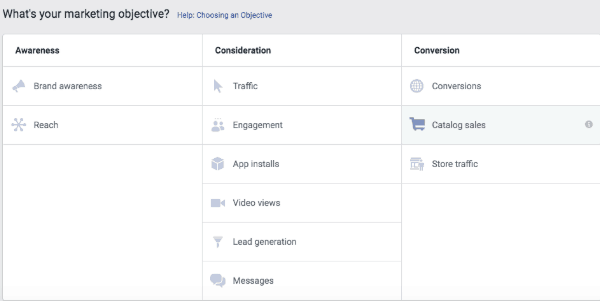 What's your marketing objective? Help: Choosing an Objective
Awareness Consideration Conversion
Brand awareness Traffic Conversions
Reach Engagement Catalog sales
App installs Store traffic
Video views
Lead generation
Messages